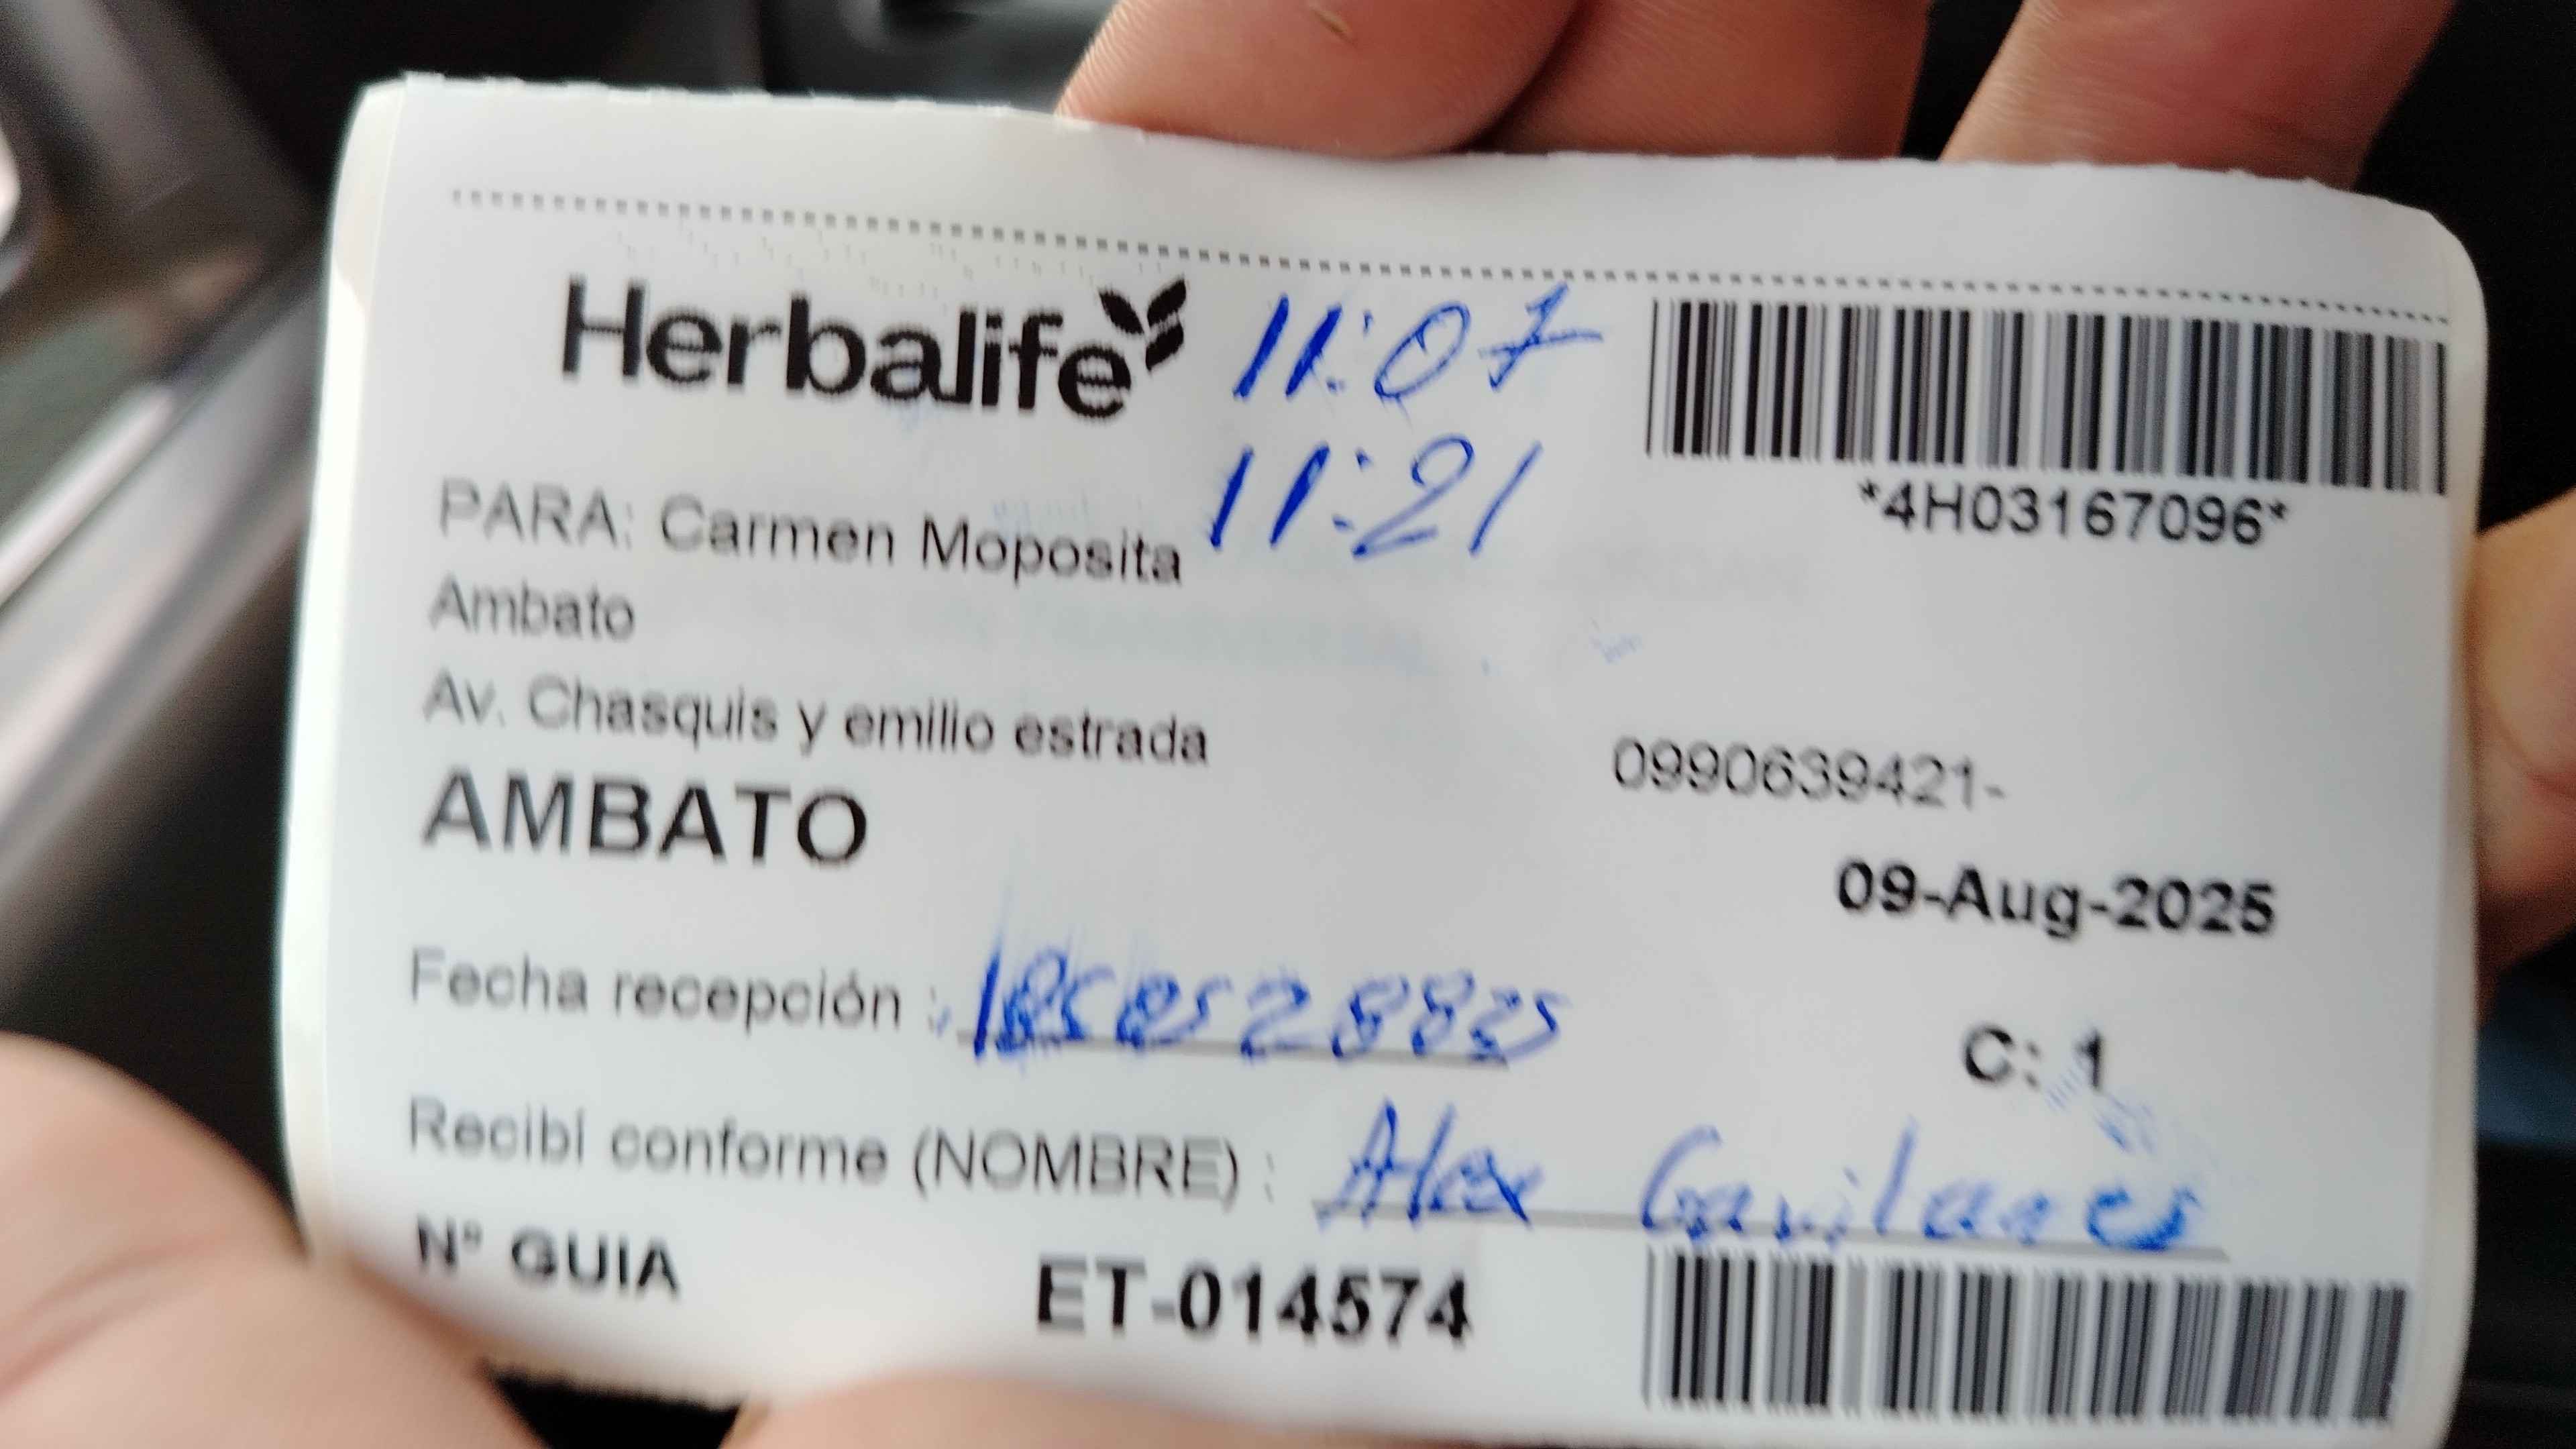 Herbalife
11:07
11:21
*4H03167096*
PARA: Carmen Moposita
Ambato
Av. Chasquis y emilio estrada
0990639421-
AMBATO
09-Aug-2025
Fecha recepción :
C: 1
Recibí conforme (NOMBRE) : Alex Gavilanes
N° GUIA ET-014574